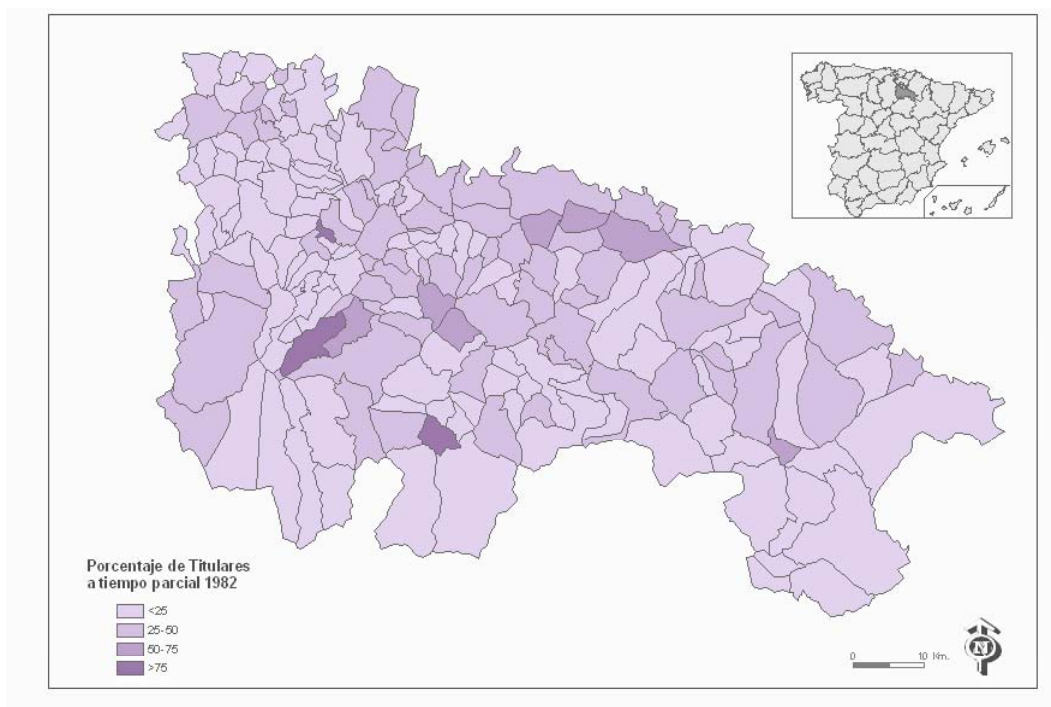 Porcentaje de Titulares
a tiempo parcial 1982
<25
25-50
50-75
>75
0 10 Km.
N